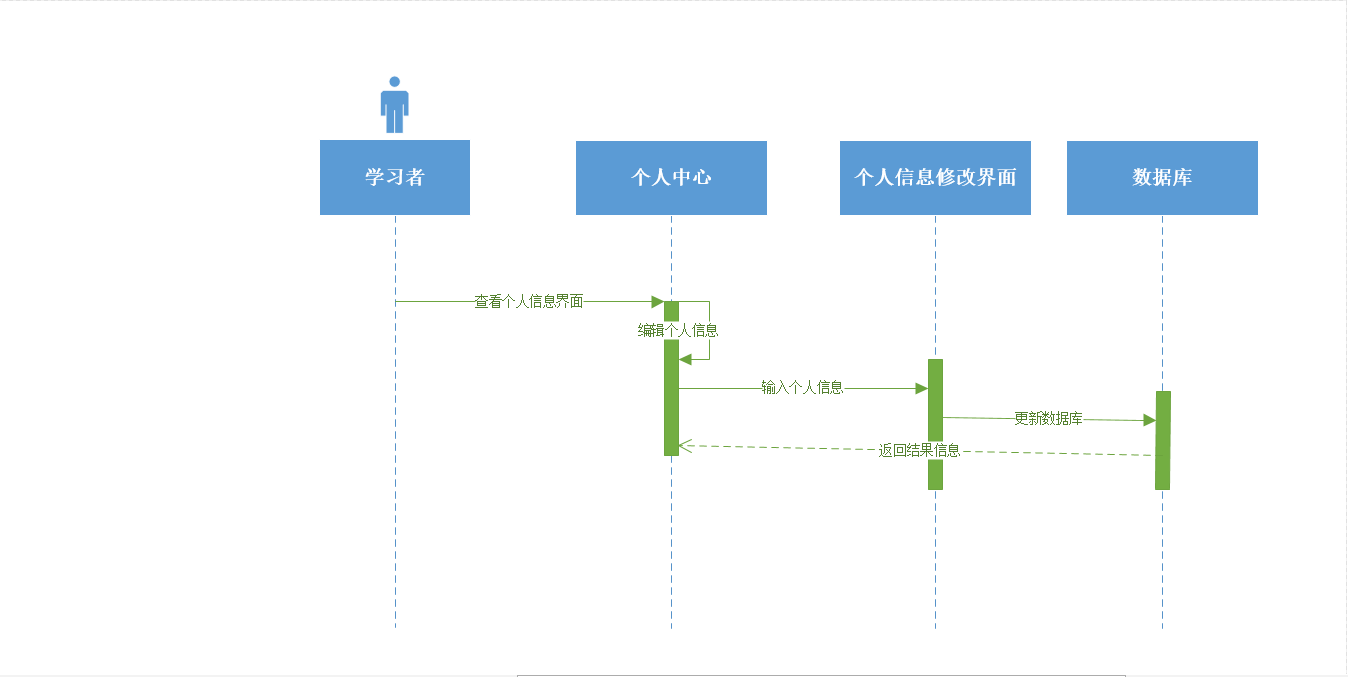 学习者
个人中心
个人信息修改界面
数据库
查看个人信息界面
编辑个人信息
输入个人信息
更新数据库
返回结果信息